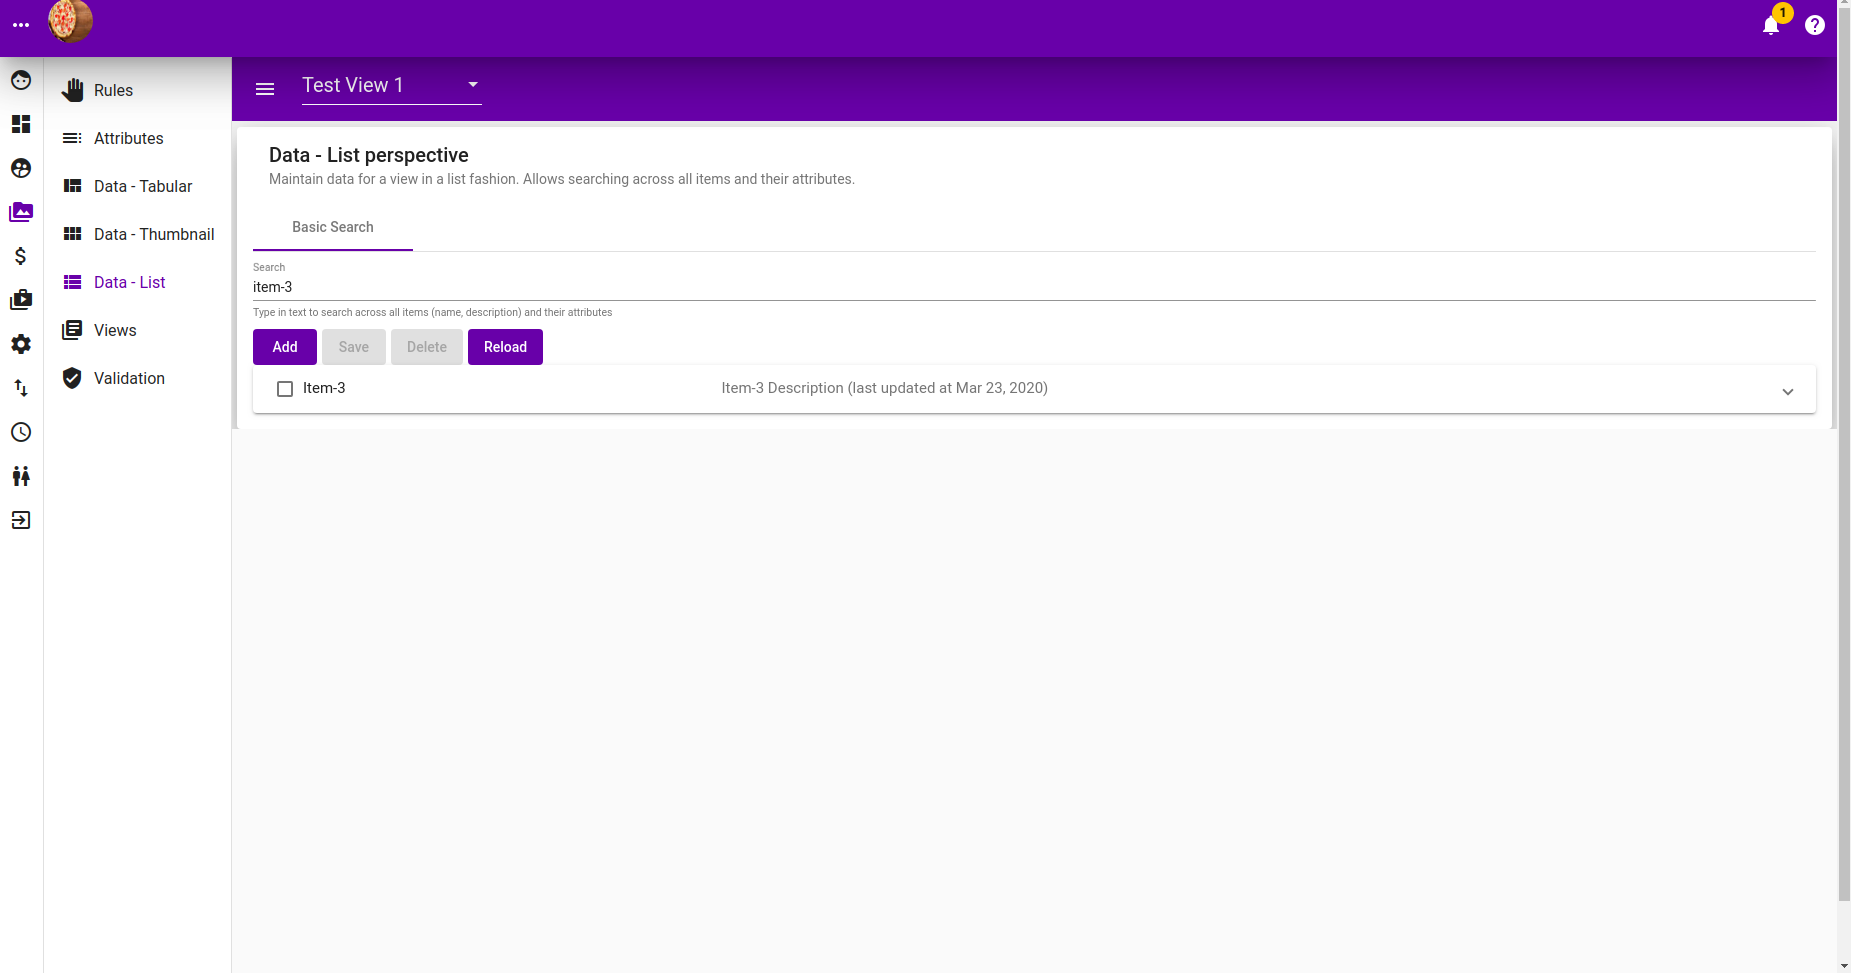 1
Rules
Attributes
Data - Tabular
Data - Thumbnail
Data - List
Views
Validation
Test View 1
Data - List perspective
Maintain data for a view in a list fashion. Allows searching across all items and their attributes.
Basic Search
Search
item-3
Type in text to search across all items (name, description) and their attributes
Add Save Delete Reload
Item-3 Item-3 Description (last updated at Mar 23, 2020)